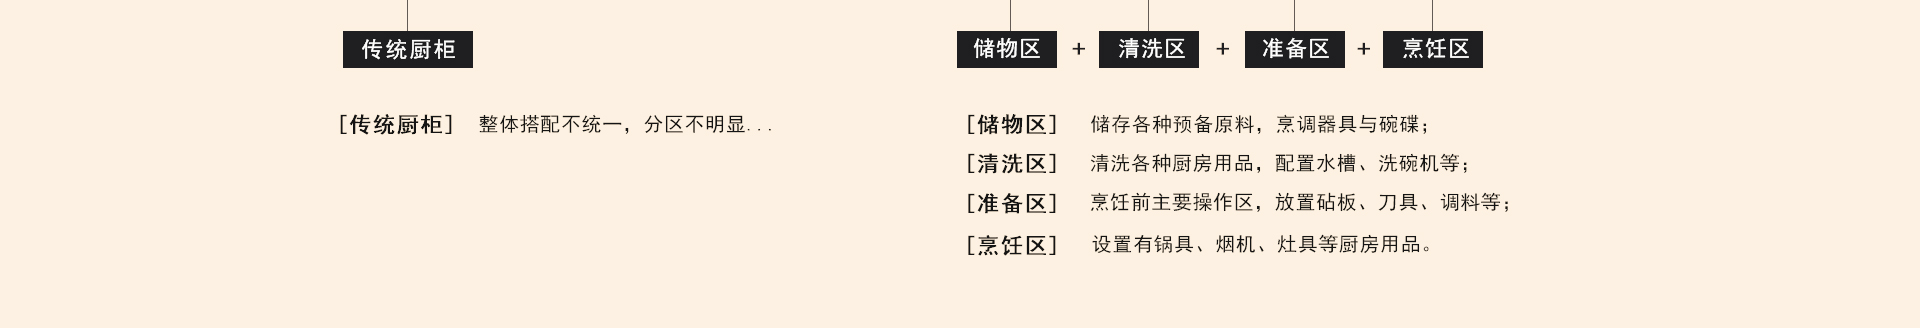 传统厨柜
储物区 + 清洗区 + 准备区 + 烹饪区
[传统厨柜] 整体搭配不统一，分区不明显...
[储物区] 储存各种预备原料，烹调器具与碗碟；
[清洗区] 清洗各种厨房用品，配置水槽、洗碗机等；
[准备区] 烹饪前主要操作区，放置砧板、刀具、调料等；
[烹饪区] 设置有锅具、烟机、灶具等厨房用品。